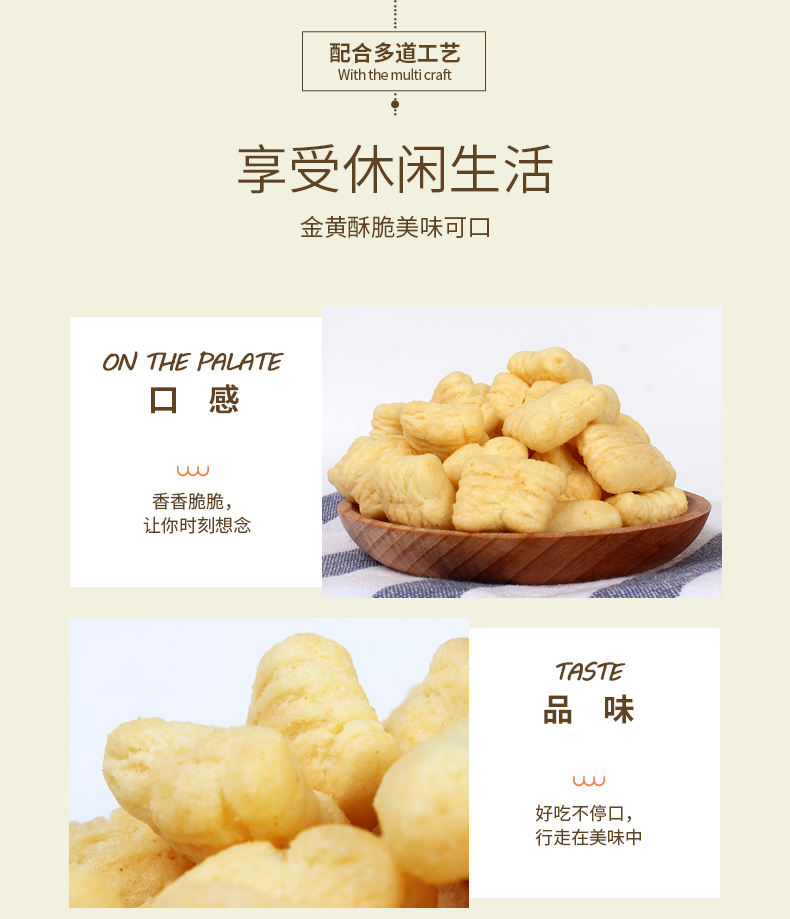 配合多道工艺
With the multi craft
享受休闲生活
金黄酥脆美味可口
ON THE PALATE
口 感
香香脆脆，
让你时刻想念
TASTE
品 味
好吃不停口，
行走在美味中